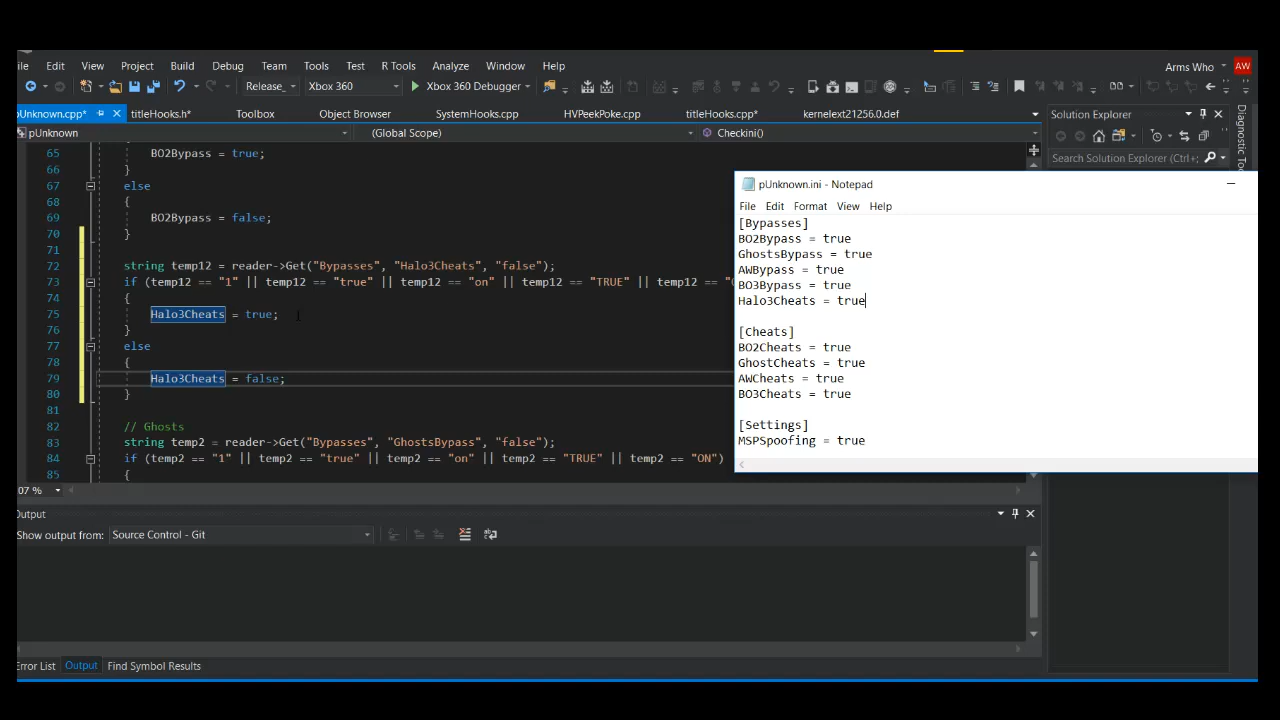 ile Edit View Project Build Debug Team Tools Test R Tools Analyze Window Help Arms Who AW
Release_ Xbox 360 Xbox 360 Debugger
pUnknown.cpp* titleHooks.h* Toolbox Object Browser SystemHooks.cpp HVPeekPoke.cpp titleHooks.cpp* kernelext21256.0.def
Solution Explorer
pUnknown (Global Scope) Checkini()
Search Solution Explorer (Ctrl+;
Diagnostic To
65 BO2Bypass = true;
66 }
67 else
68 {
69 BO2Bypass = false;
70 }
71
72 string temp12 = reader->Get("Bypasses", "Halo3Cheats", "false");
73 if (temp12 == "1" || temp12 == "true" || temp12 == "on" || temp12 == "TRUE" || temp12 ==
74 {
75 Halo3Cheats = true;
76 }
77 else
78 {
79 Halo3Cheats = false;
80 }
81
82 // Ghosts
83 string temp2 = reader->Get("Bypasses", "GhostsBypass", "false");
84 if (temp2 == "1" || temp2 == "true" || temp2 == "on" || temp2 == "TRUE" || temp2 == "ON")
85 {
07 %
pUnknown.ini - Notepad
File Edit Format View Help
[Bypasses]
BO2Bypass = true
GhostsBypass = true
AWBypass = true
BO3Bypass = true
Halo3Cheats = true
[Cheats]
BO2Cheats = true
GhostCheats = true
AWCheats = true
BO3Cheats = true
[Settings]
MSPSpoofing = true
Output
Show output from: Source Control - Git
Error List Output Find Symbol Results